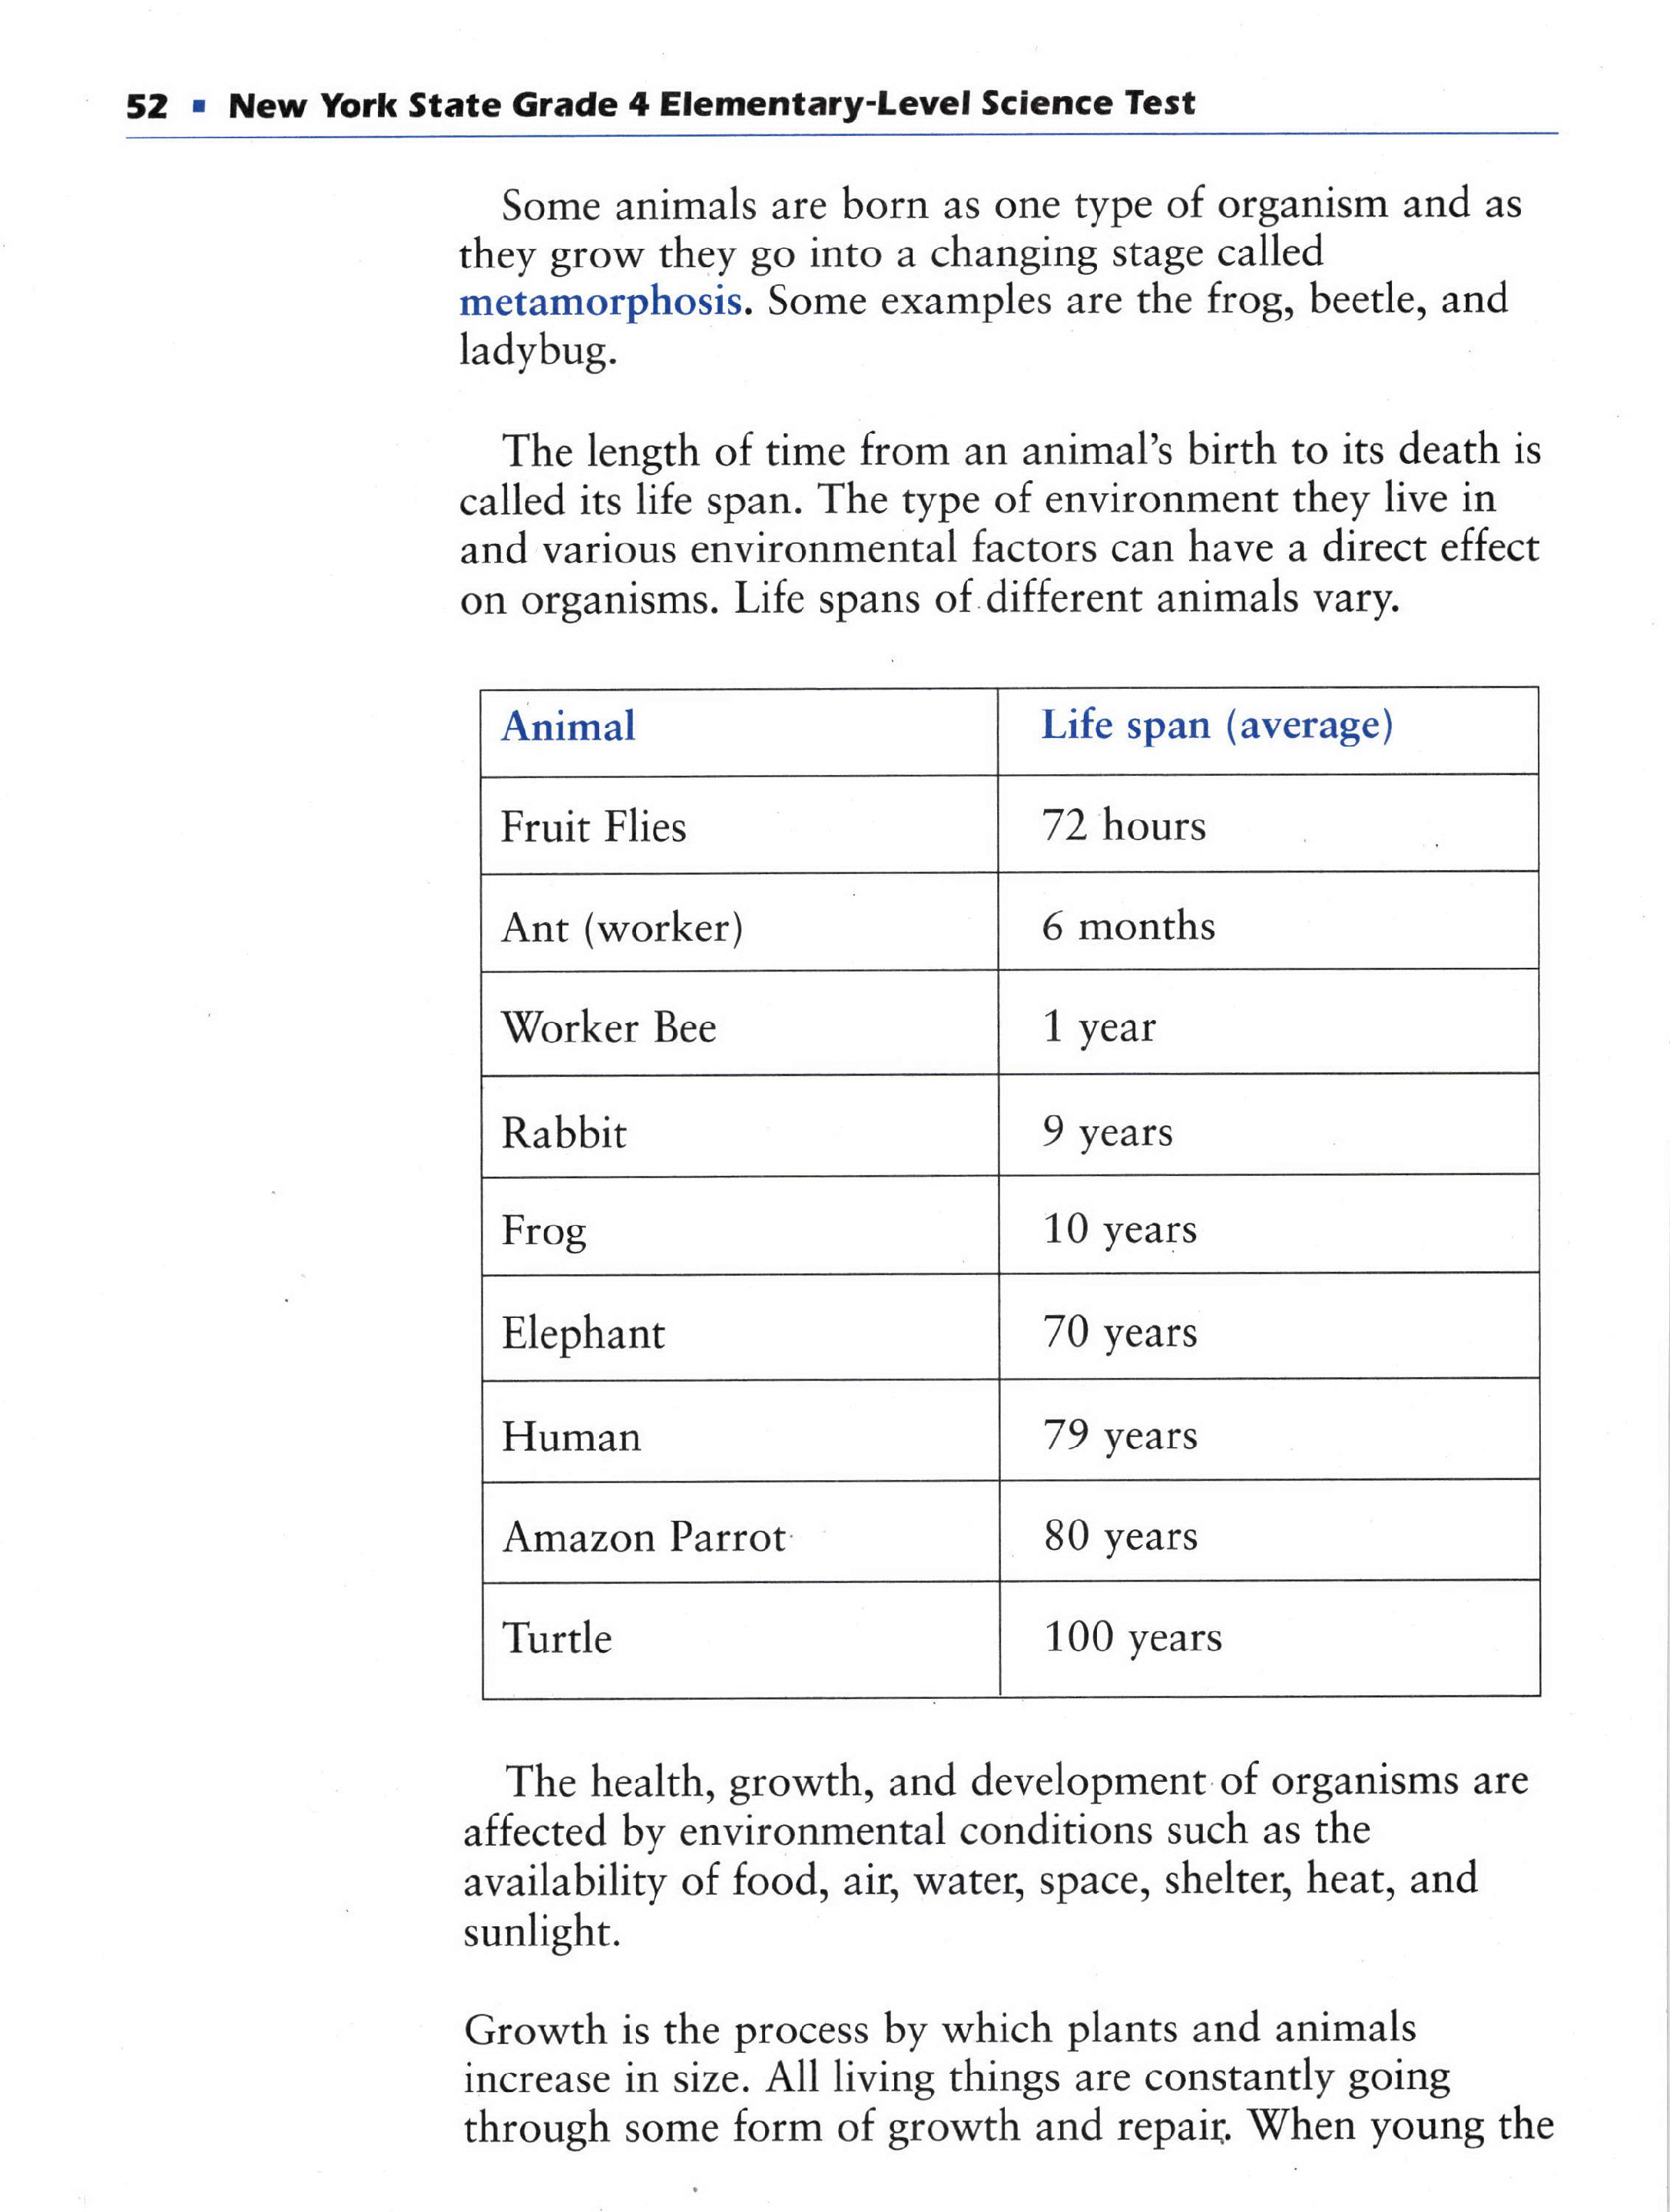 52 ▪ New York State Grade 4 Elementary-Level Science Test
Some animals are born as one type of organism and as
they grow they go into a changing stage called
metamorphosis. Some examples are the frog, beetle, and
ladybug.
The length of time from an animal's birth to its death is
called its life span. The type of environment they live in
and various environmental factors can have a direct effect
on organisms. Life spans of different animals vary.
Animal Life span (average)
Fruit Flies 72 hours
Ant (worker) 6 months
Worker Bee 1 year
Rabbit 9 years
Frog 10 years
Elephant 70 years
Human 79 years
Amazon Parrot 80 years
Turtle 100 years
The health, growth, and development of organisms are
affected by environmental conditions such as the
availability of food, air, water, space, shelter, heat, and
sunlight.
Growth is the process by which plants and animals
increase in size. All living things are constantly going
through some form of growth and repair. When young the